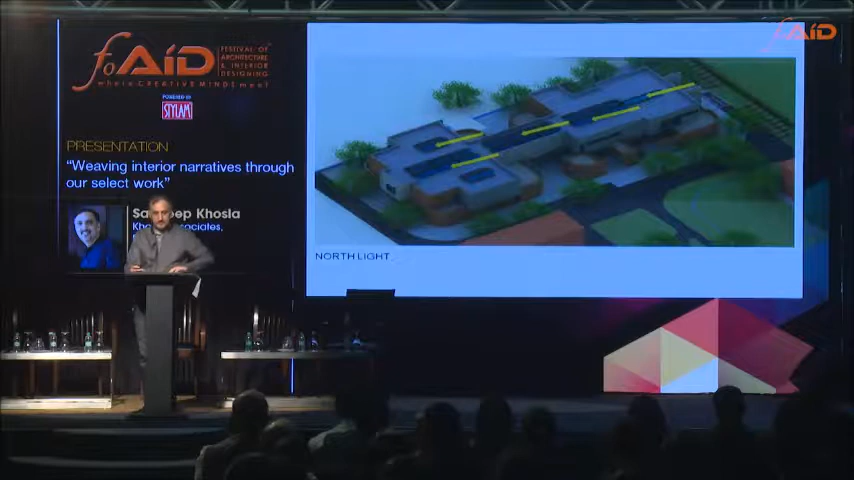 foAiD
FESTIVAL OF
ARCHITECTURE
& INTERIOR
DESIGNING
where CREATIVE MINDS meet
POWERED BY
STYLAM
PRESENTATION
“Weaving interior narratives through
our select work”
Khosla
NORTH LIGHT
foAiD